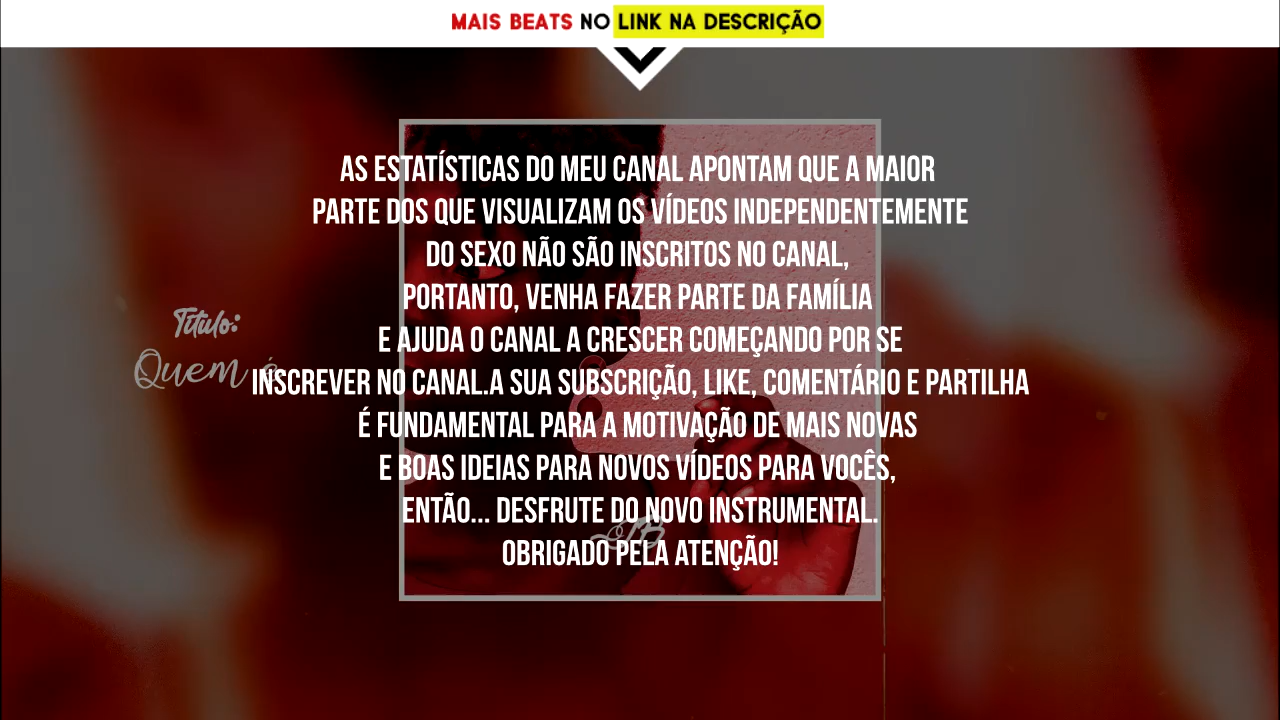 MAIS BEATS NO LINK NA DESCRIÇÃO
AS ESTATÍSTICAS DO MEU CANAL APONTAM QUE A MAIOR
PARTE DOS QUE VISUALIZAM OS VÍDEOS INDEPENDENTEMENTE
DO SEXO NÃO SÃO INSCRITOS NO CANAL,
PORTANTO, VENHA FAZER PARTE DA FAMÍLIA
E AJUDA O CANAL A CRESCER COMEÇANDO POR SE
INSCREVER NO CANAL.A SUA SUBSCRIÇÃO, LIKE, COMENTÁRIO E PARTILHA
É FUNDAMENTAL PARA A MOTIVAÇÃO DE MAIS NOVAS
E BOAS IDEIAS PARA NOVOS VÍDEOS PARA VOCÊS,
ENTÃO... DESFRUTE DO NOVO INSTRUMENTAL.
OBRIGADO PELA ATENÇÃO!
Título:
Quem é